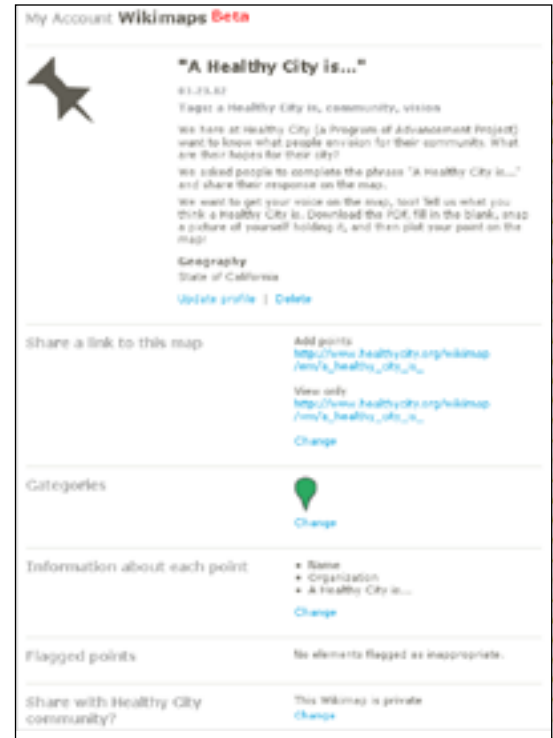 My Account Wikimaps Beta
"A Healthy City is..."
Tags: a Healthy City is, community, vision
We here at Healthy City (a Program of Advancement Project)
want to know what people envision for their community. What
are their hopes for their city?
We asked people to complete the phrase "A Healthy City is..."
and share their response on the map.
We want to get your voice on the map, too! Tell us what you
think a Healthy City is. Download the PDF, fill in the blank, snap
a picture of yourself holding it, and then plot your point on the
map!
Geography
State of California
Update profile | Delete
Share a link to this map
Add points
http://www.healthycity.org/wikimap
/a_healthy_city_is_
View only
http://www.healthycity.org/wikimap
/a_healthy_city_is_
Change
Categories
Change
Information about each point
• Name
• Organization
• A Healthy City is...
Change
Flagged points
No elements flagged as inappropriate.
Share with Healthy City
community?
This Wikimap is private
Change